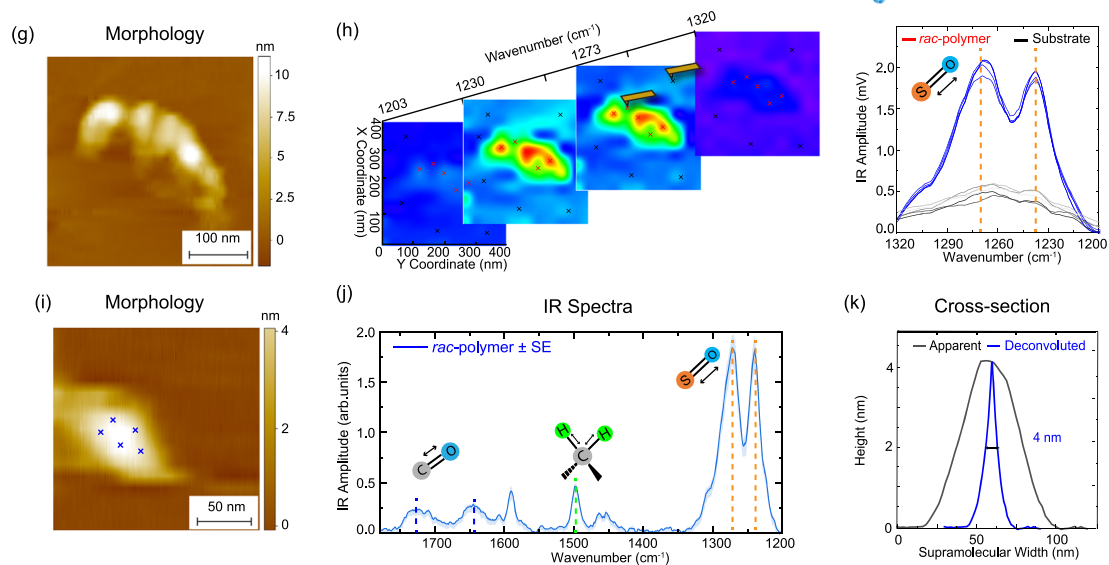 (g)
Morphology
nm
10
7.5
5.0
2.5
0
100 nm
(h)
Wavenumber (cm⁻¹)
1203
1230
1273
1320
X Coordinate (nm)
400
300
200
100
0
0 100 200 300 400
Y Coordinate (nm)
rac-polymer Substrate
S O
IR Amplitude (mV)
2.0
1.5
1.0
0.5
0.0
1320 1290 1260 1230 1200
Wavenumber (cm⁻¹)
(i)
Morphology
nm
4
2
0
50 nm
(j)
IR Spectra
rac-polymer ± SE
IR Amplitude (arb.units)
2.0
1.5
1.0
0.5
0.0
C O
H H
C
S O
1700 1600 1500 1400 1300 1200
Wavenumber (cm⁻¹)
(k)
Cross-section
Apparent Deconvoluted
Height (nm)
4
2
0
4 nm
0 50 100
Supramolecular Width (nm)